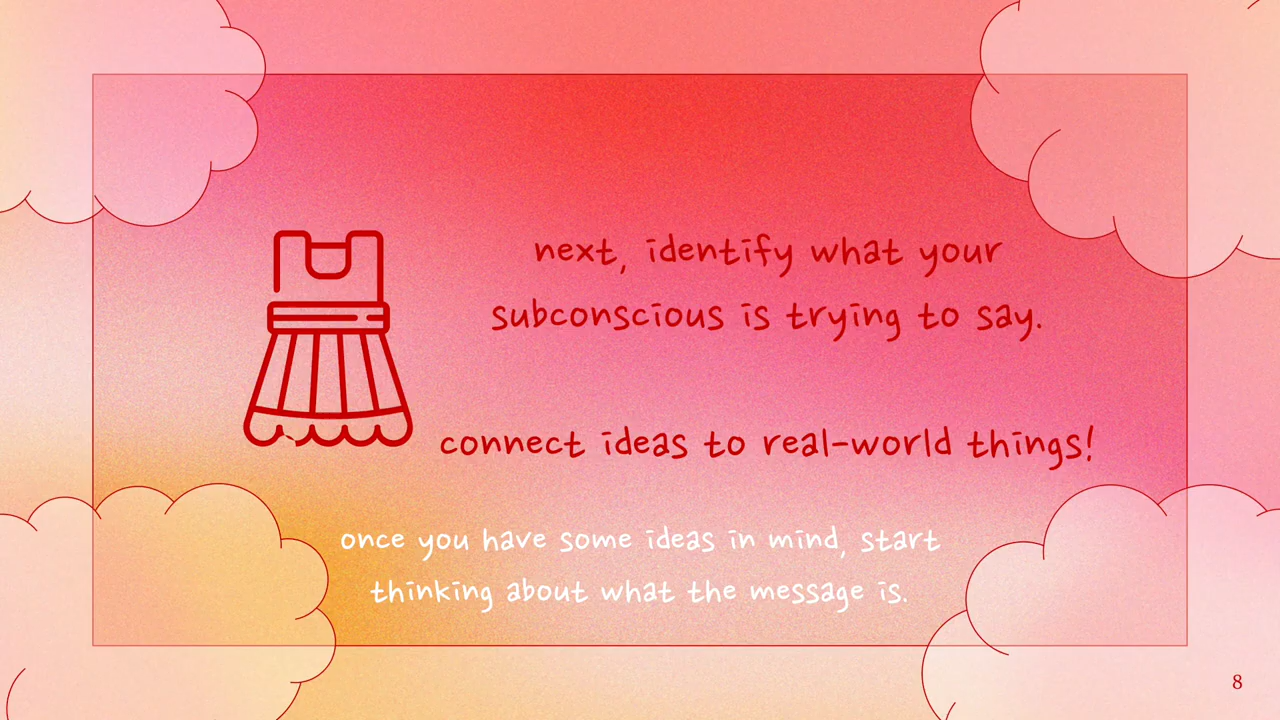 next, identify what your
subconscious is trying to say.
connect ideas to real-world things!
once you have some ideas in mind, start
thinking about what the message is.
8